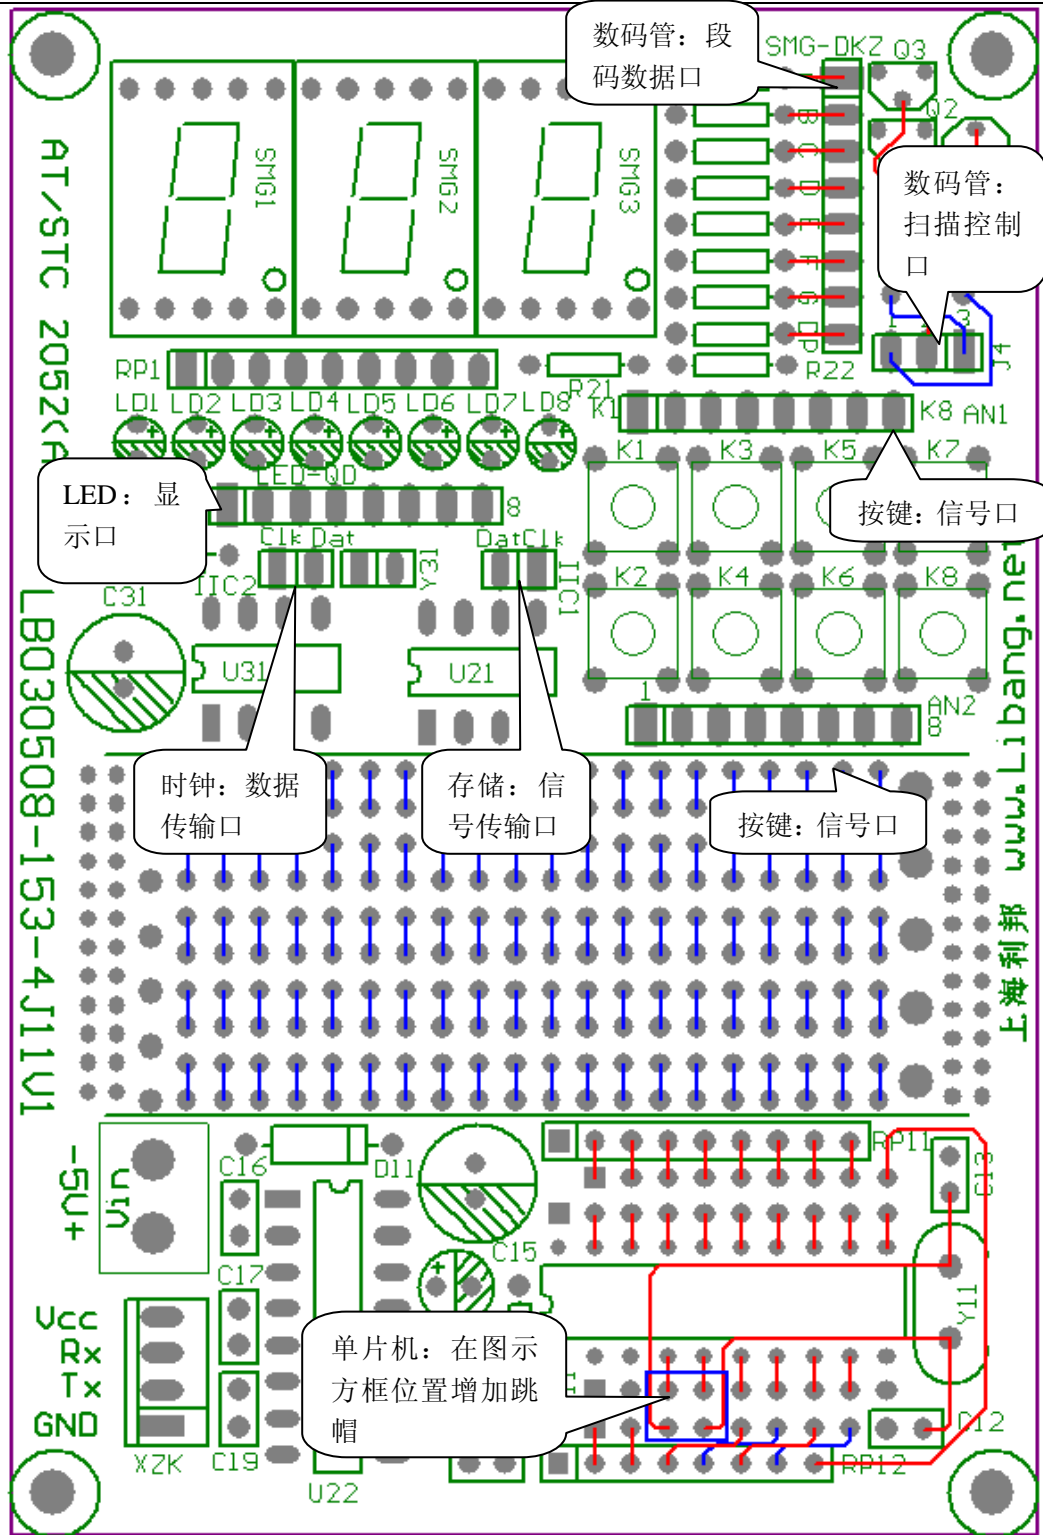 数码管：段
码数据口
SMG-DKZ
Q3
Q2
数码管：
扫描控制
口
SMG1
SMG2
SMG3
B
C
D
E
F
G
DP
1
3
J4
AT/STC 2052KA
RP1
R21
R22
LD1 LD2 LD3 LD4 LD5 LD6 LD7 LD8
K1
K8 AN1
K1
K3
K5
K7
LED-QD
8
LED：显
示口
按键：信号口
Clk Dat
DatClk
IIC2
Y31
IIC1
K2
K4
K6
K8
C31
U31
U21
1
AN2
8
LB030508-153-4J11V1
www.Libang.net
上海利邦
时钟：数据
传输口
存储：信
号传输口
按键：信号口
-5V+
Vin
C16
D11
RP11
C13
C15
C17
Y11
Vcc
Rx
Tx
GND
单片机：在图示
方框位置增加跳
帽
C12
XZK
C19
U22
RP12